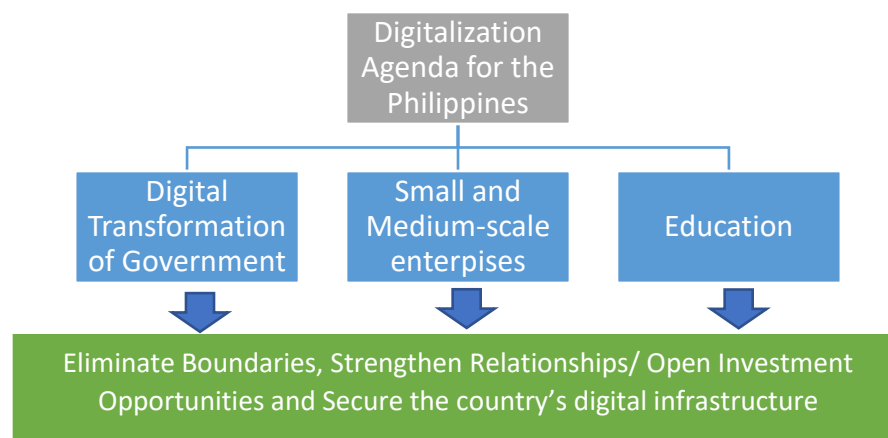 Digitalization
Agenda for the
Philippines
Digital
Transformation
of Government
Small and
Medium-scale
enterpises
Education
Eliminate Boundaries, Strengthen Relationships/ Open Investment
Opportunities and Secure the country’s digital infrastructure